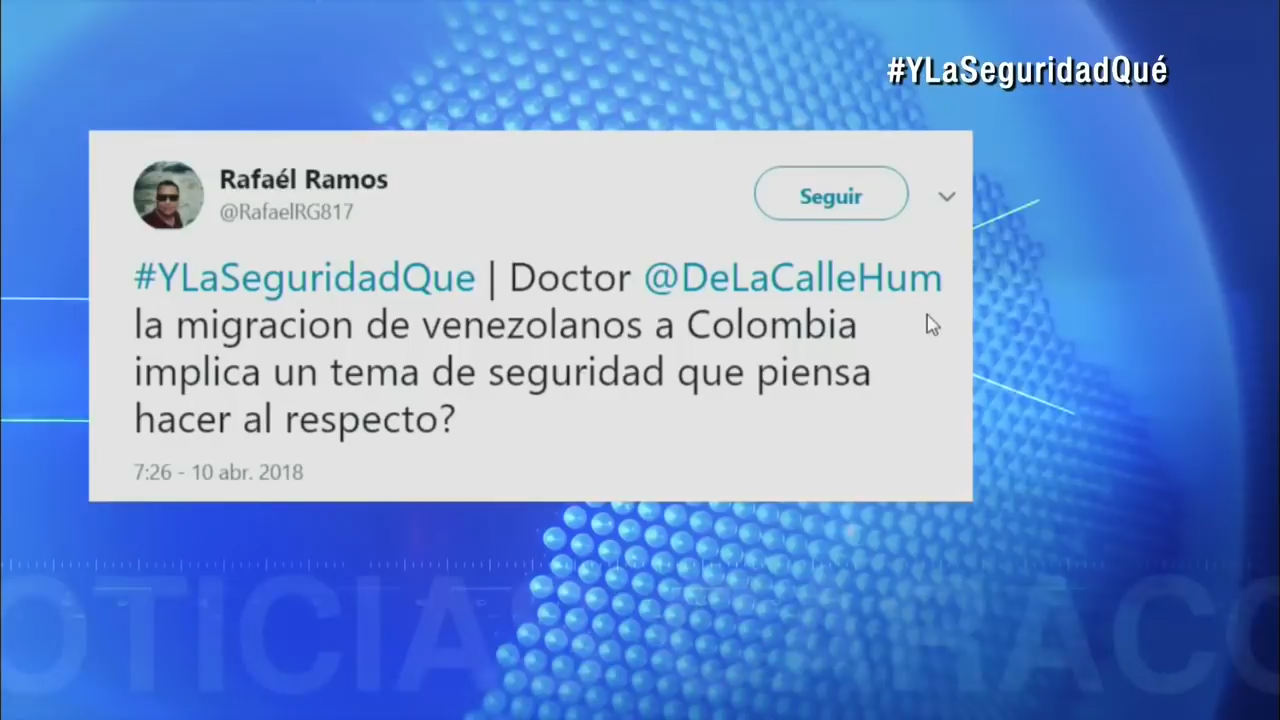 #YLaSeguridadQué
Rafaél Ramos
@RafaelRG817
Seguir
#YLaSeguridadQue | Doctor @DeLaCalleHum
la migracion de venezolanos a Colombia
implica un tema de seguridad que piensa
hacer al respecto?
7:26 - 10 abr. 2018
OTICIAS